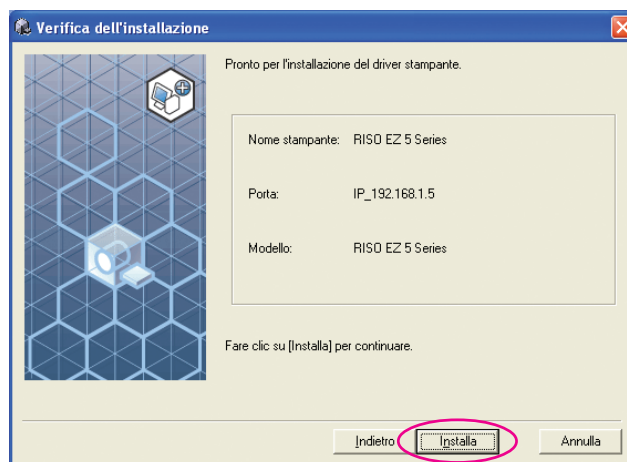 Verifica dell'installazione
Pronto per l'installazione del driver stampante.
Nome stampante: RISO EZ 5 Series
Porta: IP_192.168.1.5
Modello: RISO EZ 5 Series
Fare clic su [Installa] per continuare.
Indietro Installa Annulla